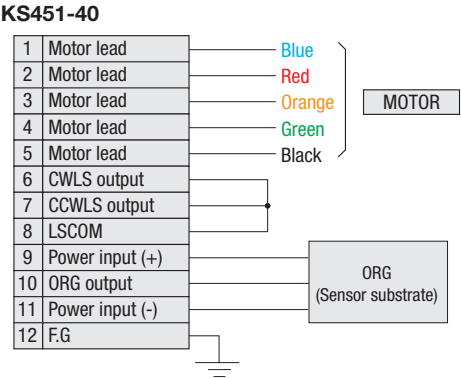 KS451-40
1 Motor lead Blue
2 Motor lead Red
3 Motor lead Orange MOTOR
4 Motor lead Green
5 Motor lead Black
6 CWLS output
7 CCWLS output
8 LSCOM
9 Power input (+)
10 ORG output
11 Power input (-)
12 F.G
ORG
(Sensor substrate)